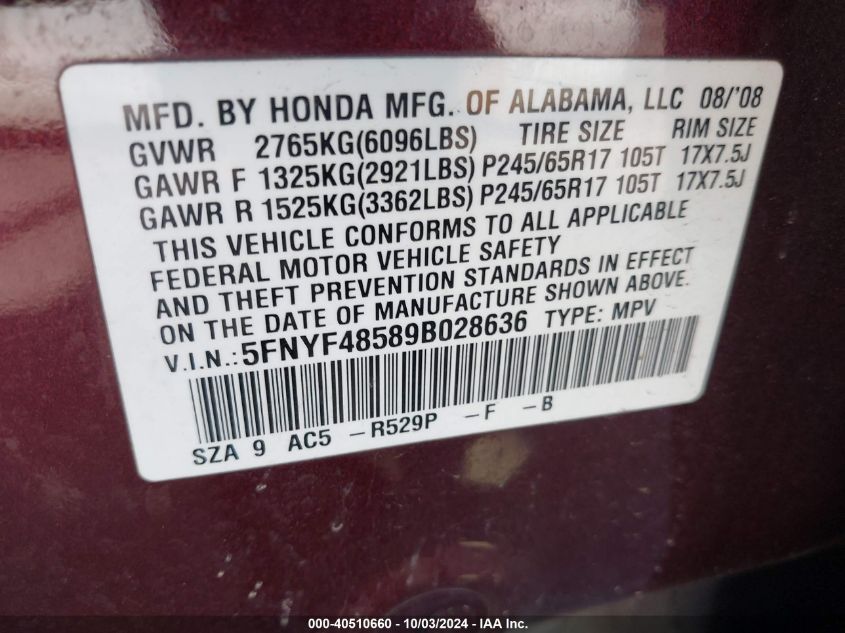 MFD. BY HONDA MFG. OF ALABAMA, LLC 08/'08
GVWR 2765KG(6096LBS) TIRE SIZE RIM SIZE
GAWR F 1325KG(2921LBS) P245/65R17 105T 17X7.5J
GAWR R 1525KG(3362LBS) P245/65R17 105T 17X7.5J
THIS VEHICLE CONFORMS TO ALL APPLICABLE
FEDERAL MOTOR VEHICLE SAFETY
AND THEFT PREVENTION STANDARDS IN EFFECT
ON THE DATE OF MANUFACTURE SHOWN ABOVE.
V.I.N.: 5FNYF48589B028636 TYPE: MPV
SZA 9 AC5 –R529P –F –B
000-40510660 - 10/03/2024 - IAA Inc.